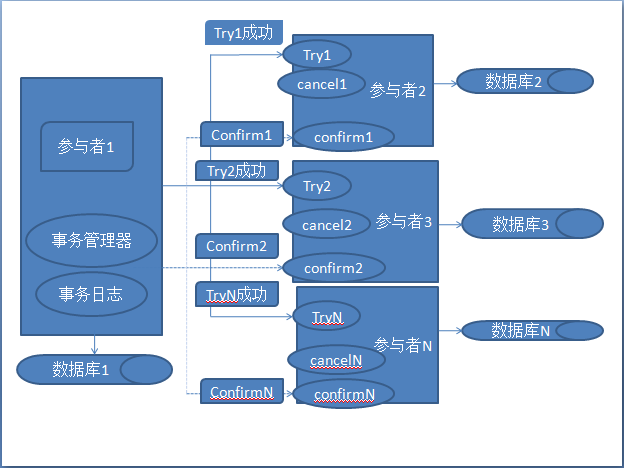 Try1成功
Try1
cancel1
参与者2
数据库2
参与者1
Confirm1
confirm1
Try2成功
Try2
cancel2
参与者3
数据库3
事务管理器
Confirm2
confirm2
事务日志
TryN成功
TryN
参与者N
数据库N
cancelN
数据库1
ConfirmN
confirmN